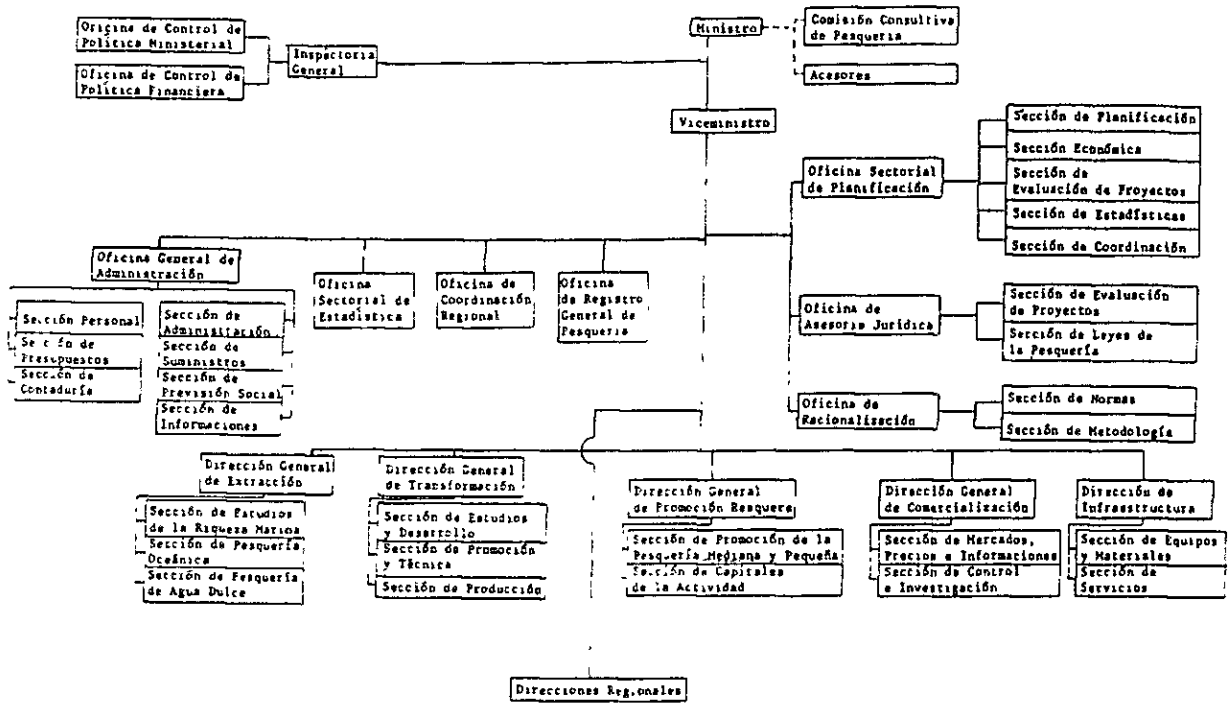 Oficina de Control de
Política Ministerial
Oficina de Control de
Política Financiera
Inspectoria
General
Ministro
Comisión Consultiva
de Pesqueria
Acesores
Viceministro
Oficina Sectorial
de Planificación
Sección de Planificación
Sección Económica
Sección de
Evaluación de Proyectos
Sección de Estadísticas
Sección de Coordinación
Oficina General de
Administración
Oficina
Sectorial de
Estadística
Oficina de
Coordinación
Regional
Oficina
de Registro
General de
Pesqueria
Sección Personal
Sección de
Presupuestos
Sección de
Contaduría
Sección de
Administración
Sección de
Suministros
Sección de
Previsión Social
Sección de
Informaciones
Oficina de
Asesoria Jurídica
Sección de Evaluación
de Proyectos
Sección de Leyes de
la Pesquería
Oficina de
Racionalización
Sección de Normas
Sección de Metodología
Dirección General
de Extracción
Sección de Estudios
de la Riqueza Marina
Sección de Pesquería
Oceánica
Sección de Pesquería
de Agua Dulce
Dirección General
de Transformación
Sección de Estudios
y Desarrollo
Sección de Promoción
y Técnica
Sección de Producción
Dirección General
de Promoción Resquera
Sección de Promoción de la
Pesquería Mediana y Pequeña
Sección de Capitales
de la Actividad
Dirección General
de Comercialización
Sección de Mercados,
Precios e Informaciones
Sección de Control
e Investigación
Dirección de
Infrasstructura
Sección de Equipos
y Materiales
Sección de
Servicios
Direcciones Regionales